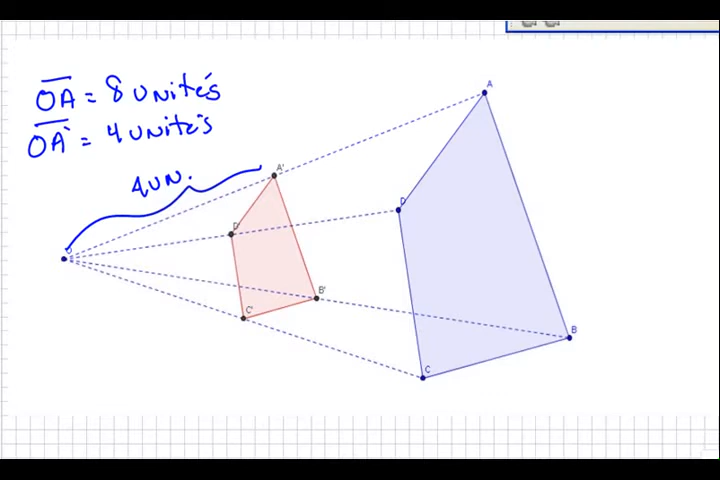 OA = 8 unités
OA' = 4 unités
4 un.
A
A'
D
D'
O
B'
C'
B
C